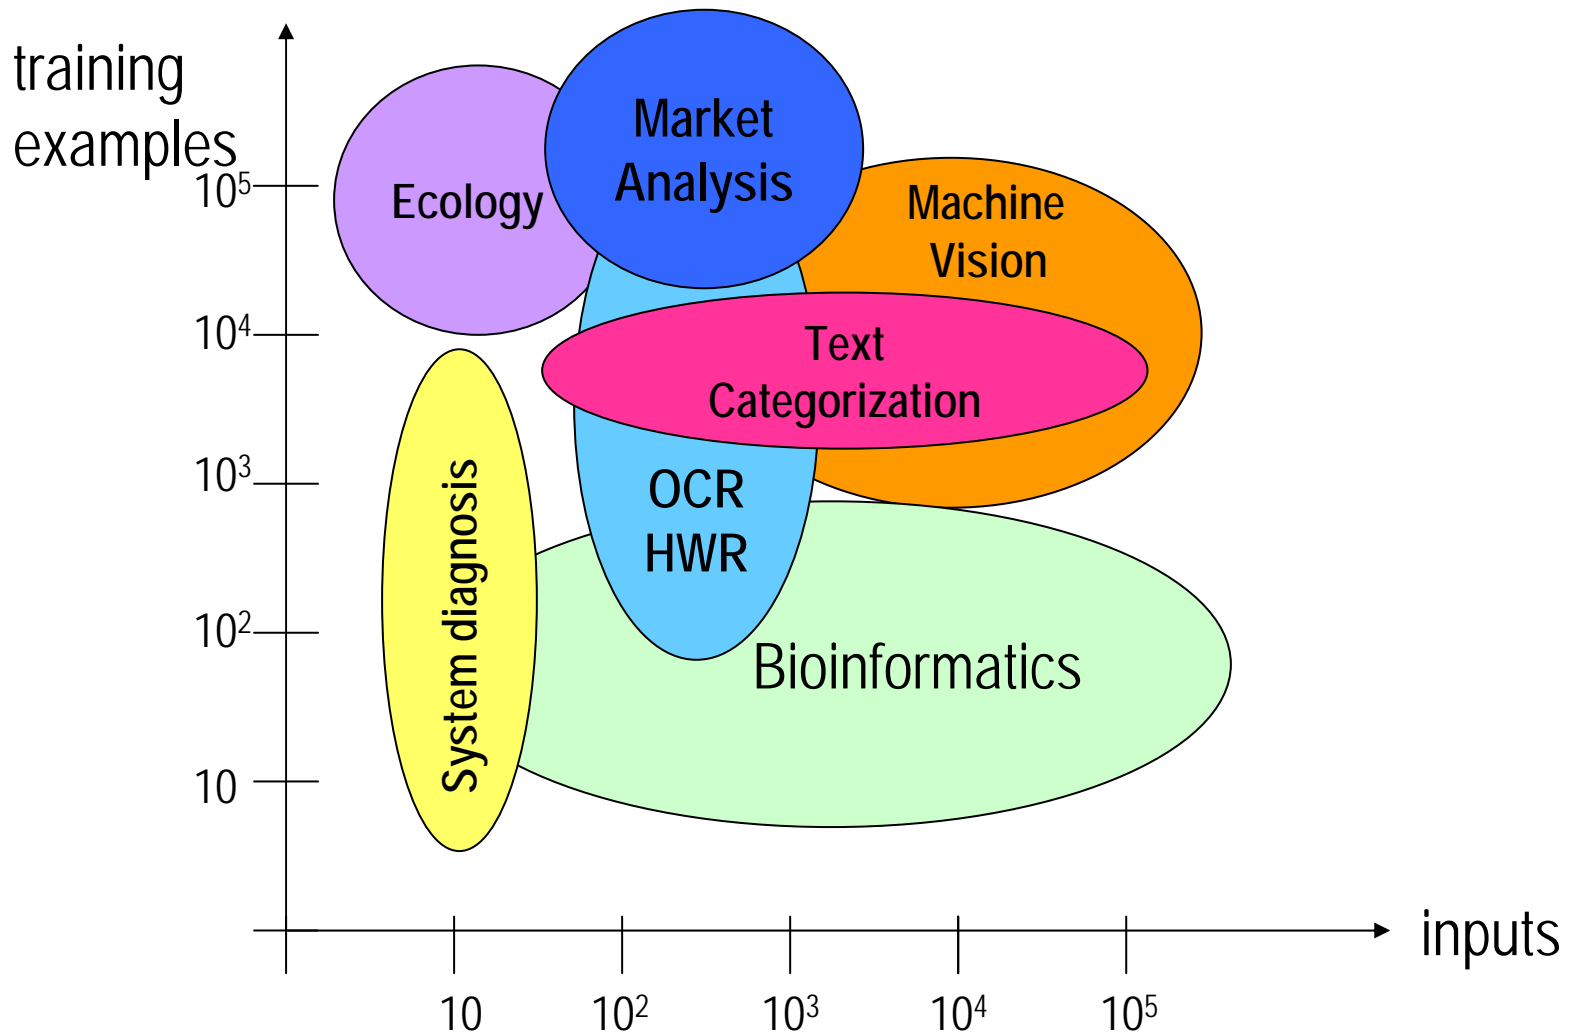 training
examples
10⁵
10⁴
10³
10²
10
Ecology
Market
Analysis
Machine
Vision
Text
Categorization
OCR
HWR
System diagnosis
Bioinformatics
inputs
10
10²
10³
10⁴
10⁵